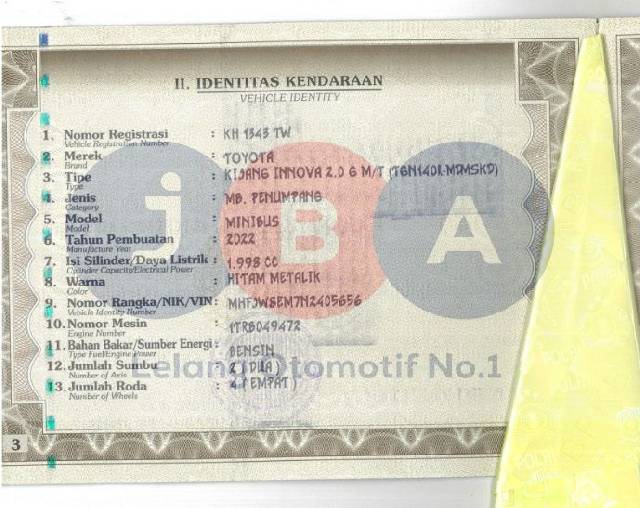 II. IDENTITAS KENDARAAN
VEHICLE IDENTITY
1. Nomor Registrasi : KH 1343 TW
Vehicle Registration Number
2. Merek : TOYOTA
Brand
3. Tipe : KIJANG INNOVA 2.0 G M/T (TGN140R-MDMSKD)
Type
4. Jenis : MB. PENUMPANG
Category
5. Model : MINIBUS
Model
6. Tahun Pembuatan : 2022
Manufacture Year
7. Isi Silinder/Daya Listrik : 1.998 CC
Cylinder Capacity/Electrical Power
8. Warna : HITAM METALIK
Color
9. Nomor Rangka/NIK/VIN : MHFJW8EM7N2405656
Vehicle Identity Number
10. Nomor Mesin : 1TRB049472
Engine Number
11. Bahan Bakar/Sumber Energi : BENSIN
Type Fuel/Engine Power
12. Jumlah Sumbu : 2 (DUA)
Number of Axis
13. Jumlah Roda : 4 (EMPAT)
Number of Wheels
j B A
Lelang Otomotif No.1
3